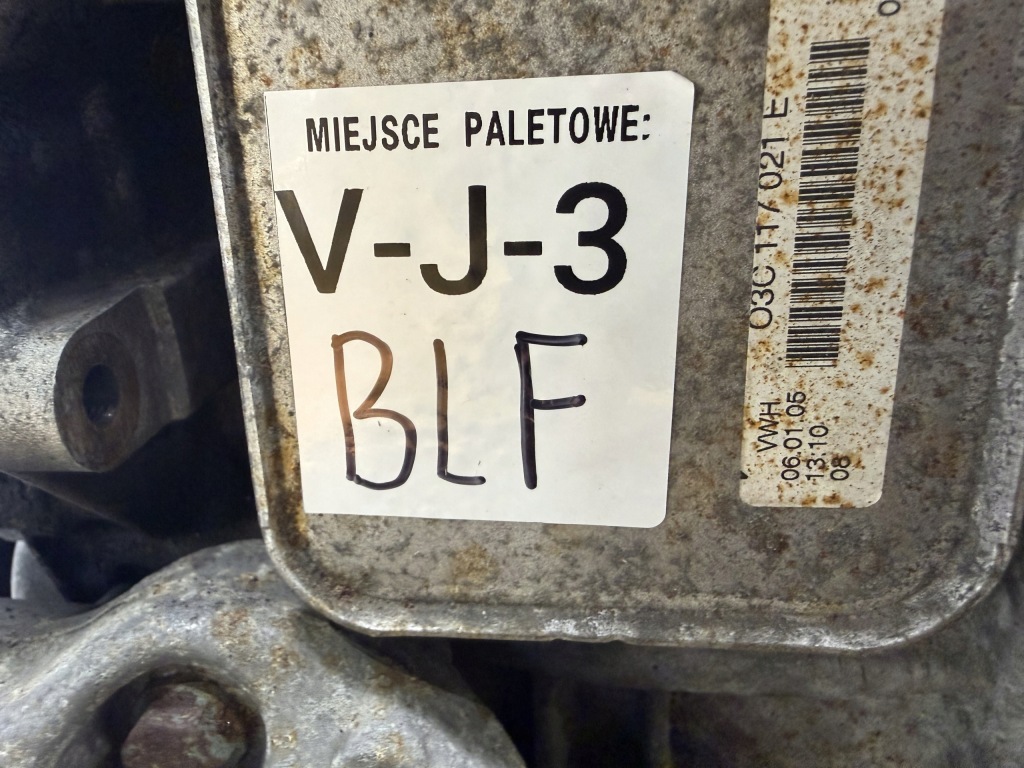 MIEJSCE PALETOWE:
V-J-3
BLF
03C 117 021 E
VWH
06.01.05
13:10
08